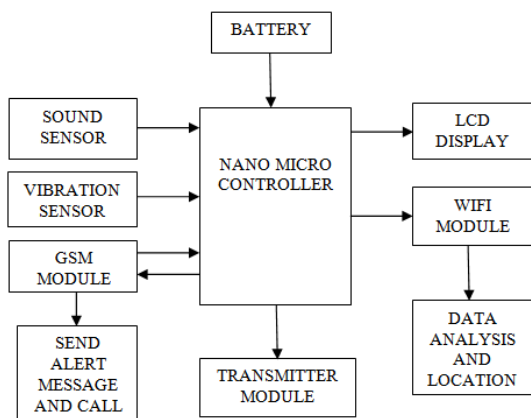 BATTERY
SOUND
SENSOR
NANO MICRO
CONTROLLER
LCD
DISPLAY
VIBRATION
SENSOR
WIFI
MODULE
GSM
MODULE
SEND
ALERT
MESSAGE
AND CALL
TRANSMITTER
MODULE
DATA
ANALYSIS
AND
LOCATION